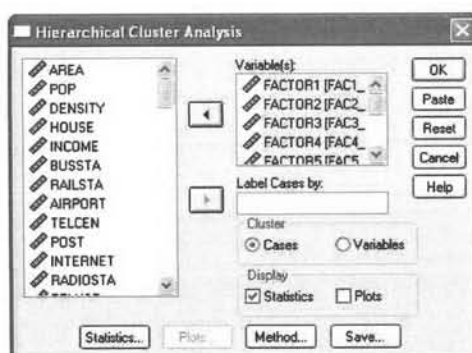 Hierarchical Cluster Analysis
AREA
POP
DENSITY
HOUSE
INCOME
BUSSTA
RAILSTA
AIRPORT
TELCEN
POST
INTERNET
RADIOSTA
Variable(s):
FACTOR1 [FAC1_
FACTOR2 [FAC2_
FACTOR3 [FAC3_
FACTOR4 [FAC4_
FACTOR5 [FAC5_
Label Cases by:
Cluster
Cases
Variables
Display
Statistics
Plots
OK
Paste
Reset
Cancel
Help
Statistics...
Plots...
Method...
Save...